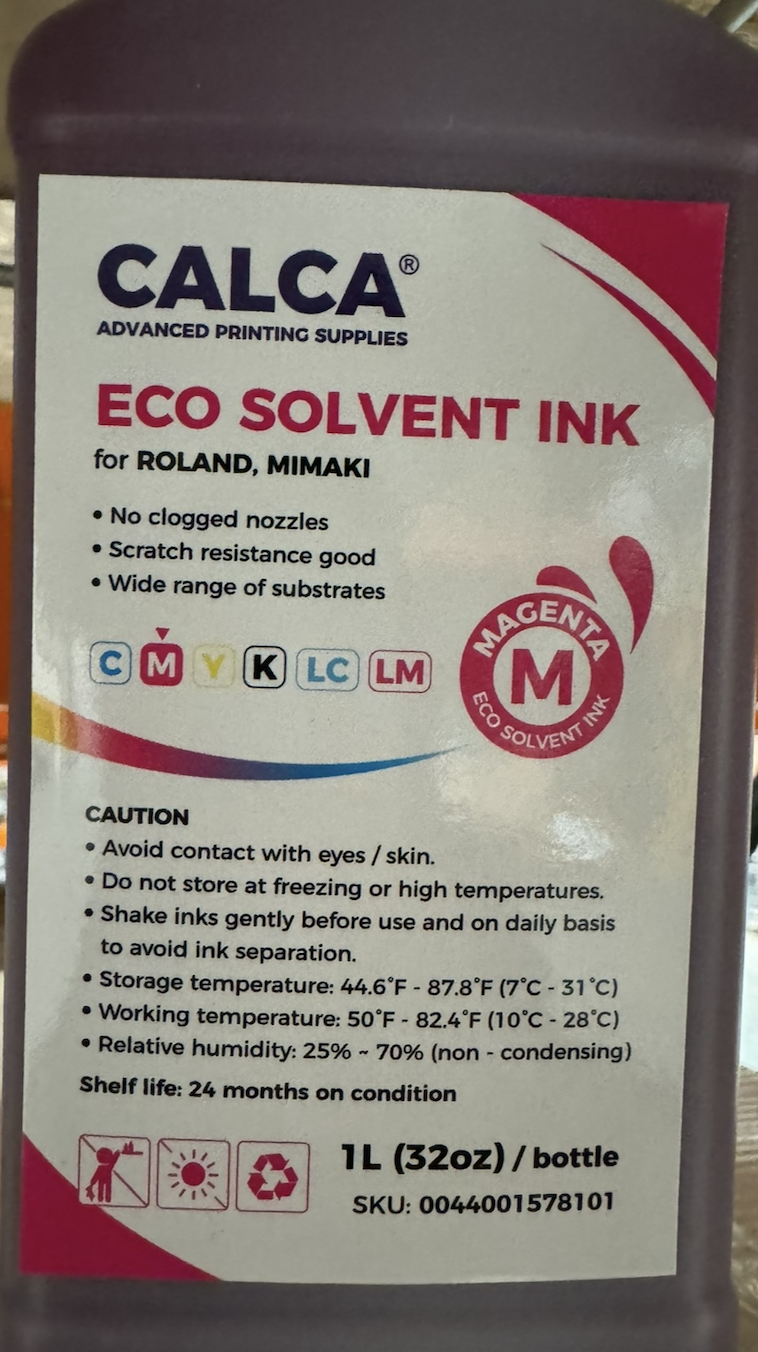 CALCA®
ADVANCED PRINTING SUPPLIES
ECO SOLVENT INK
for ROLAND, MIMAKI
• No clogged nozzles
• Scratch resistance good
• Wide range of substrates
C M Y K LC LM
MAGENTA
M
ECO SOLVENT INK
CAUTION
• Avoid contact with eyes / skin.
• Do not store at freezing or high temperatures.
• Shake inks gently before use and on daily basis
to avoid ink separation.
• Storage temperature: 44.6°F - 87.8°F (7°C - 31°C)
• Working temperature: 50°F - 82.4°F (10°C - 28°C)
• Relative humidity: 25% ~ 70% (non - condensing)
Shelf life: 24 months on condition
1L (32oz) / bottle
SKU: 0044001578101